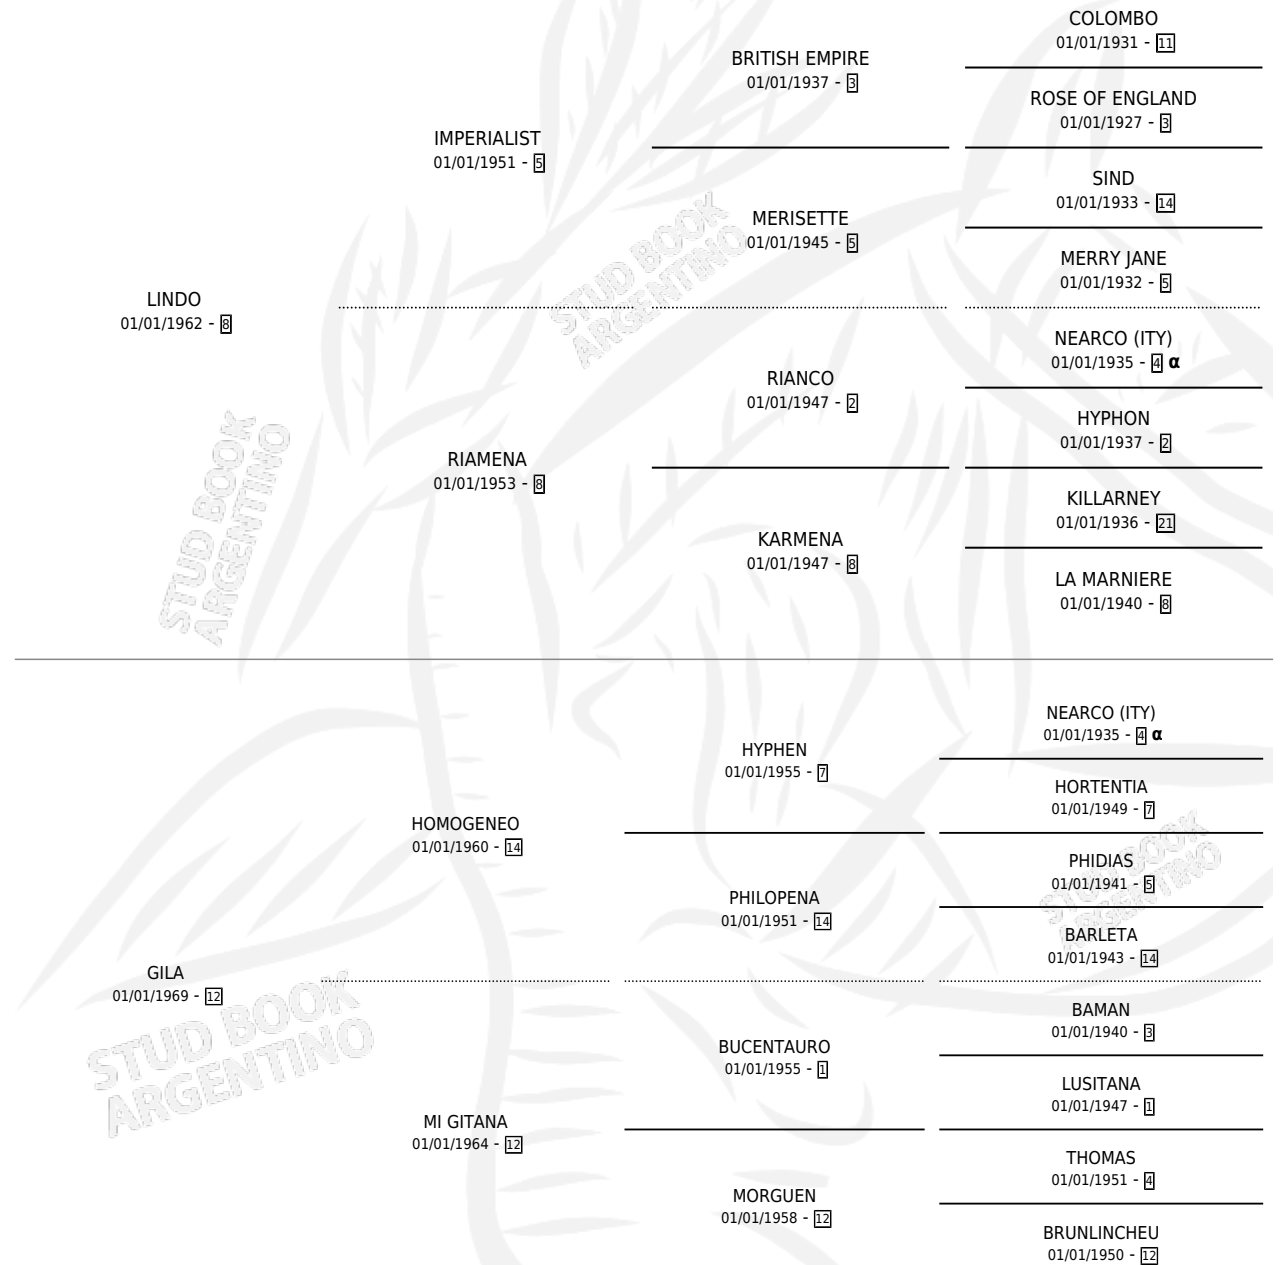 COLOMBO
01/01/1931 - 11
BRITISH EMPIRE
01/01/1937 - 3
ROSE OF ENGLAND
01/01/1927 - 3
IMPERIALIST
01/01/1951 - 5
SIND
01/01/1933 - 14
MERISETTE
01/01/1945 - 5
MERRY JANE
01/01/1932 - 5
LINDO
01/01/1962 - 8
NEARCO (ITY)
01/01/1935 - 4 α
RIANCO
01/01/1947 - 2
HYPHON
01/01/1937 - 2
RIAMENA
01/01/1953 - 8
KILLARNEY
01/01/1936 - 21
KARMENA
01/01/1947 - 8
LA MARNIERE
01/01/1940 - 8
NEARCO (ITY)
01/01/1935 - 4 α
HYPHEN
01/01/1955 - 7
HORTENTIA
01/01/1949 - 7
HOMOGENEO
01/01/1960 - 14
PHIDIAS
01/01/1941 - 5
PHILOPENA
01/01/1951 - 14
BARLETA
01/01/1943 - 14
GILA
01/01/1969 - 12
BAMAN
01/01/1940 - 3
BUCENTAURO
01/01/1955 - 1
LUSITANA
01/01/1947 - 1
MI GITANA
01/01/1964 - 12
THOMAS
01/01/1951 - 4
MORGUEN
01/01/1958 - 12
BRUNLINCHEU
01/01/1950 - 12
STUD BOOK
ARGENTINO
STUD BOOK
ARGENTINO
STUD BOOK
ARGENTINO
STUD BOOK
ARGENTINO